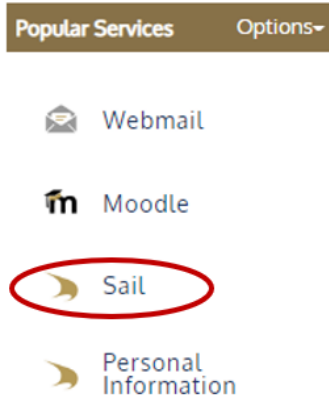 Popular Services Options
Webmail
Moodle
Sail
Personal
Information